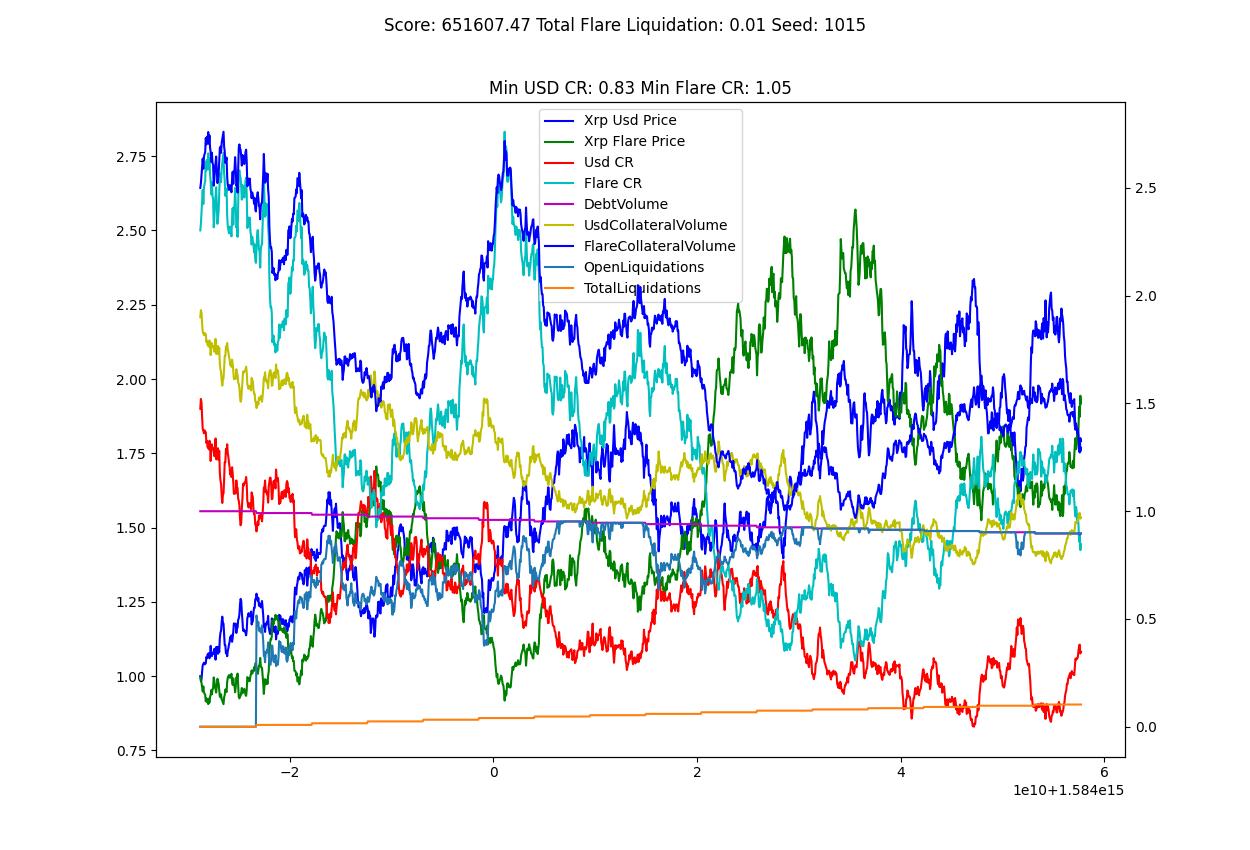 Score: 651607.47 Total Flare Liquidation: 0.01 Seed: 1015
Min USD CR: 0.83 Min Flare CR: 1.05
Xrp Usd Price
Xrp Flare Price
Usd CR
Flare CR
DebtVolume
UsdCollateralVolume
FlareCollateralVolume
OpenLiquidations
TotalLiquidations
2.75
2.50
2.25
2.00
1.75
1.50
1.25
1.00
0.75
2.5
2.0
1.5
1.0
0.5
0.0
−2 0 2 4 6
1e10+1.584e15